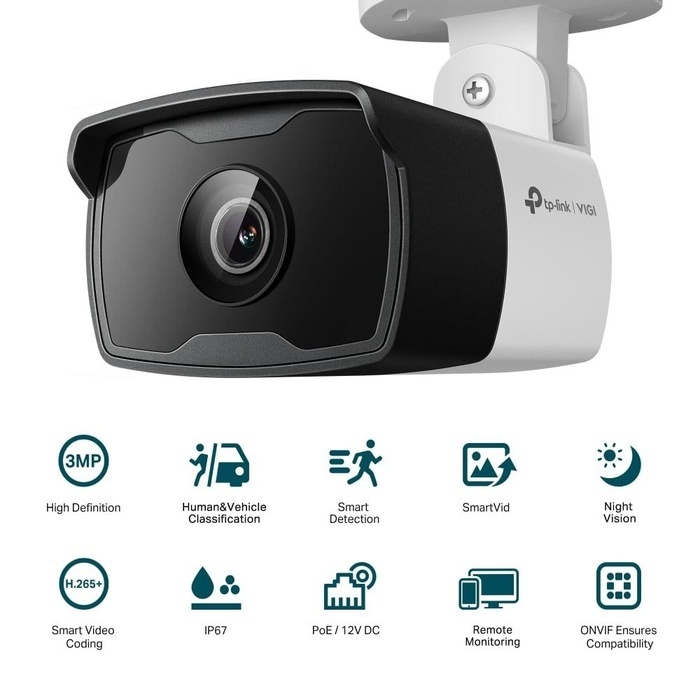 tp-link | VIGI
3MP
High Definition
Human&Vehicle
Classification
Smart
Detection
SmartVid
Night
Vision
H.265+
Smart Video
Coding
IP67
PoE / 12V DC
Remote
Monitoring
ONVIF Ensures
Compatibility